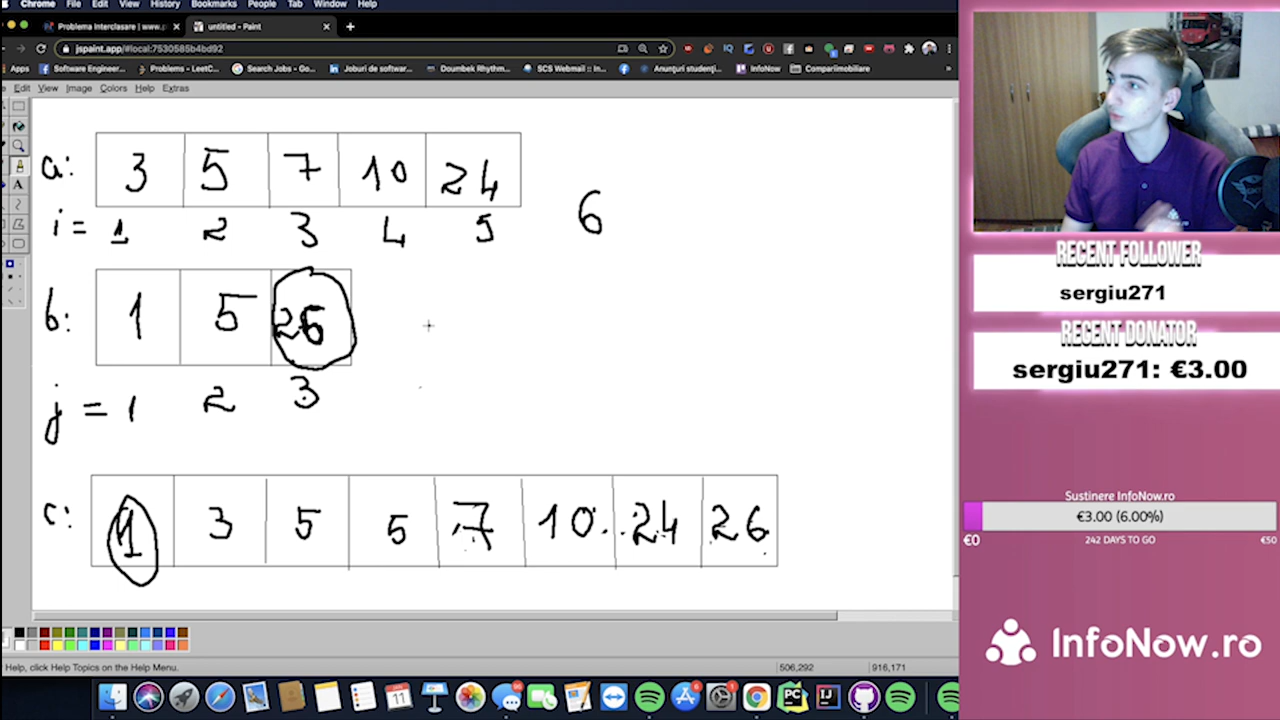 Chrome File Edit View History Bookmarks People Tab Window Help
Problema Interclasare | www.p untitled - Paint
jspaint.app/#local:7530585b4bd92
Apps Software Engineer... Problems - LeetC... Search Jobs - Go... Joburi de softwar... Doumbek Rhythm... SCS Webmail :: In... Anunțuri studenți... InfoNow Comparilmobiliare
Edit View Image Colors Help Extras
a: 3 5 7 10 24
i = 1 2 3 4 5
6
b: 1 5 26
j = 1 2 3
c: 1 3 5 5 7 10 24 26
Help, click Help Topics on the Help Menu. 506,292 916,171
RECENT FOLLOWER
sergiu271
RECENT DONATOR
sergiu271: €3.00
Sustinere InfoNow.ro
€3.00 (6.00%)
€0 242 DAYS TO GO €50
InfoNow.ro